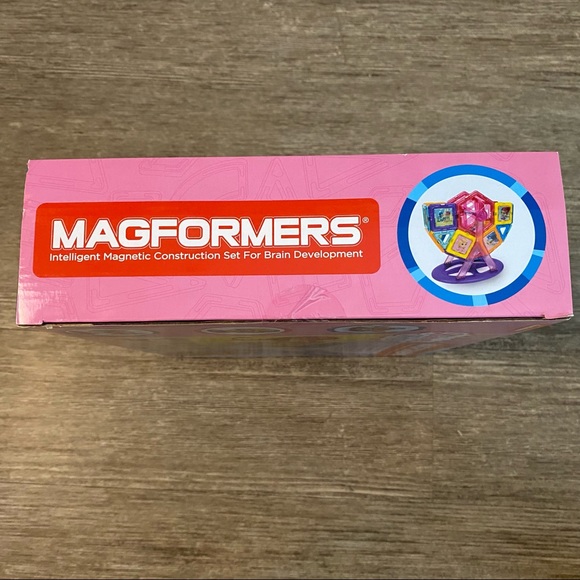 MAGFORMERS®
Intelligent Magnetic Construction Set For Brain Development